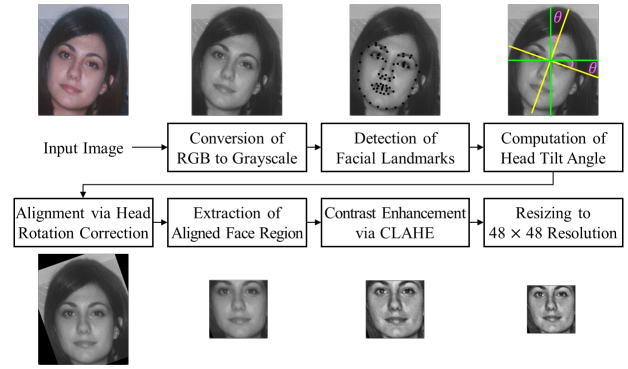 θ
θ
Input Image
Conversion of
RGB to Grayscale
Detection of
Facial Landmarks
Computation of
Head Tilt Angle
Alignment via Head
Rotation Correction
Extraction of
Aligned Face Region
Contrast Enhancement
via CLAHE
Resizing to
48 × 48 Resolution